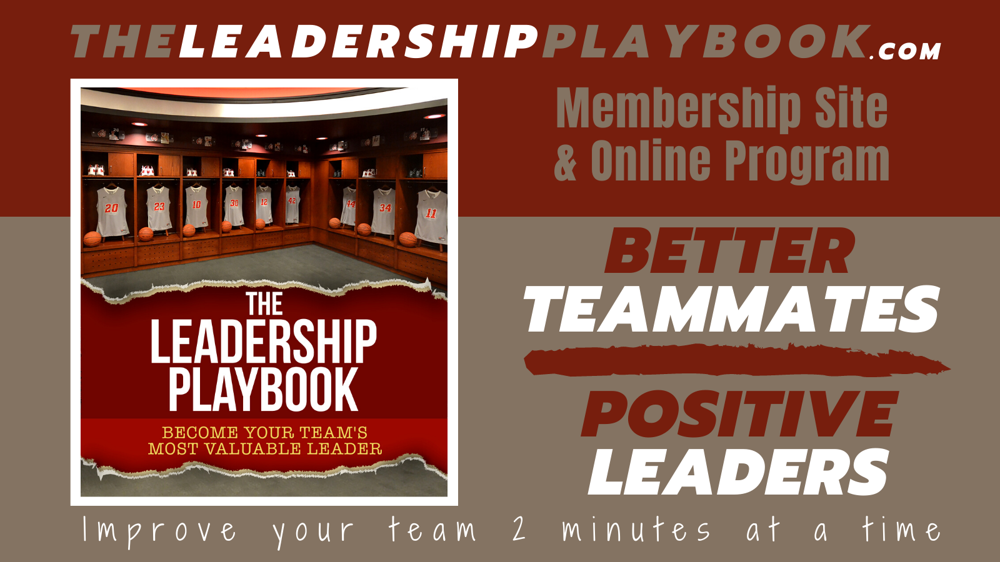 THELEADERSHIPPLAYBOOK.COM
Membership Site
& Online Program
20
23
10
30
12
42
44
34
11
THE
LEADERSHIP
PLAYBOOK
BECOME YOUR TEAM'S
MOST VALUABLE LEADER
BETTER
TEAMMATES
POSITIVE
LEADERS
Improve your team 2 minutes at a time